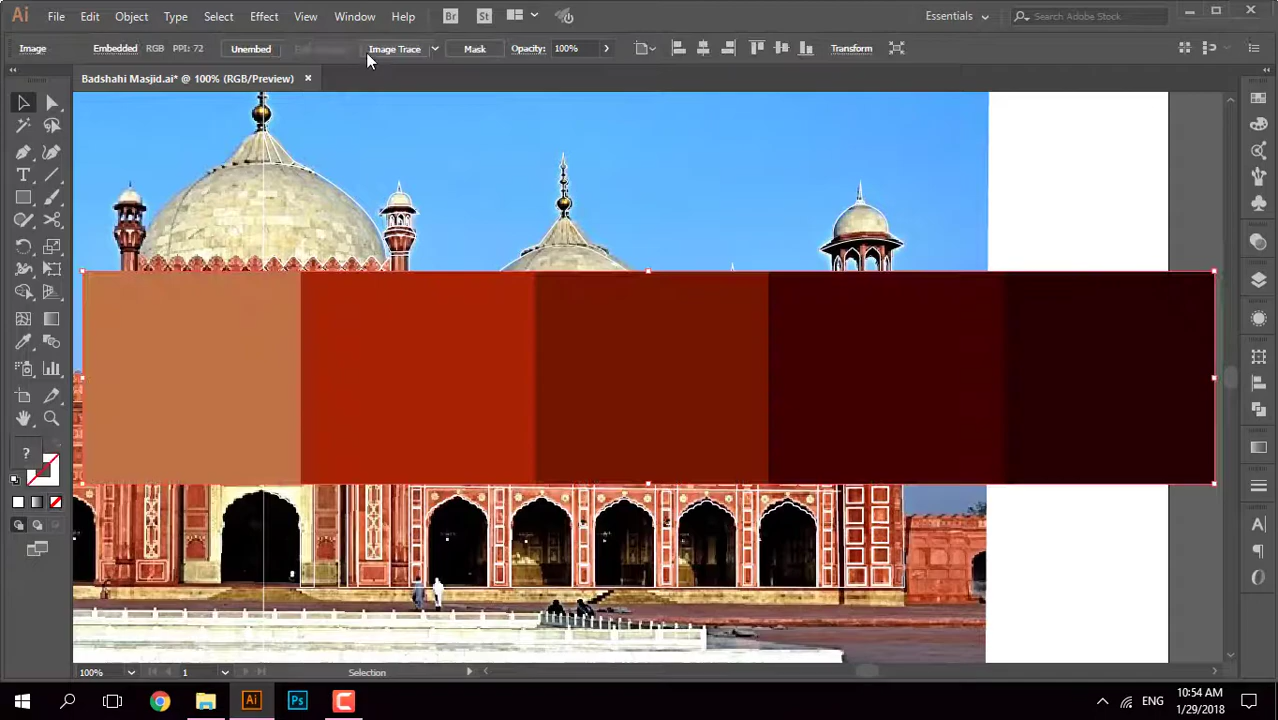 Ai File Edit Object Type Select Effect View Window Help Br St Essentials Search Adobe Stock
Image Embedded RGB PPI: 72 Unembed Image Trace Mask Opacity: 100% Transform
Badshahi Masjid.ai* @ 100% (RGB/Preview)
?
100% 1 Selection
Ai Ps ENG
10:54 AM
1/29/2018